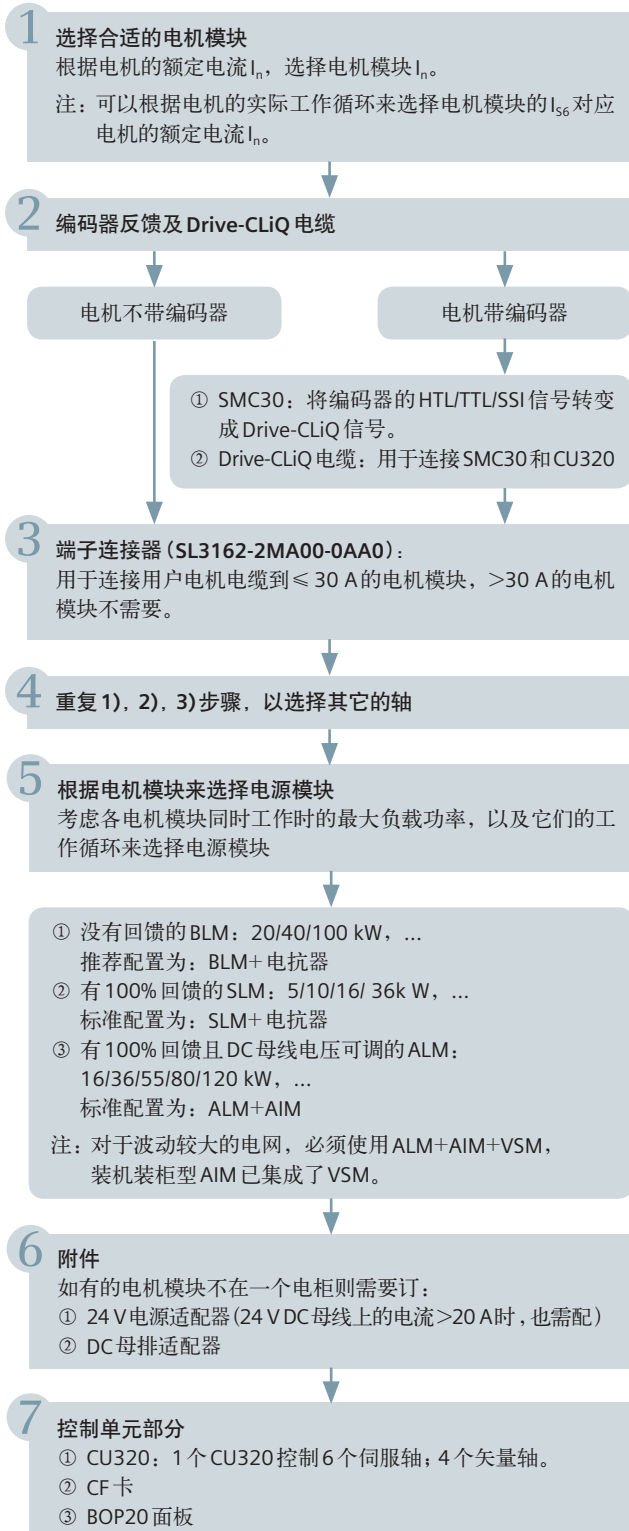 1
选择合适的电机模块
根据电机的额定电流Iₙ，选择电机模块Iₙ。
注：可以根据电机的实际工作循环来选择电机模块的I_S6对应
电机的额定电流Iₙ。
2
编码器反馈及Drive-CLiQ电缆
电机不带编码器
电机带编码器
① SMC30：将编码器的HTL/TTL/SSI信号转变
成Drive-CLiQ信号。
② Drive-CLiQ电缆：用于连接SMC30和CU320
3
端子连接器（SL3162-2MA00-0AA0）：
用于连接用户电机电缆到≤30 A的电机模块，>30 A的电机
模块不需要。
4
重复1)，2)，3)步骤，以选择其它的轴
5
根据电机模块来选择电源模块
考虑各电机模块同时工作时的最大负载功率，以及它们的工
作循环来选择电源模块
① 没有回馈的BLM：20/40/100 kW，...
推荐配置为：BLM+电抗器
② 有100%回馈的SLM：5/10/16/ 36k W，...
标准配置为：SLM+电抗器
③ 有100%回馈且DC母线电压可调的ALM：
16/36/55/80/120 kW，...
标准配置为：ALM+AIM
注：对于波动较大的电网，必须使用ALM+AIM+VSM，
装机装柜型AIM已集成了VSM。
6
附件
如有的电机模块不在一个电柜则需要订：
① 24 V电源适配器（24 V DC母线上的电流>20 A时，也需配）
② DC母排适配器
7
控制单元部分
① CU320：1个CU320控制6个伺服轴；4个矢量轴。
② CF卡
③ BOP20面板